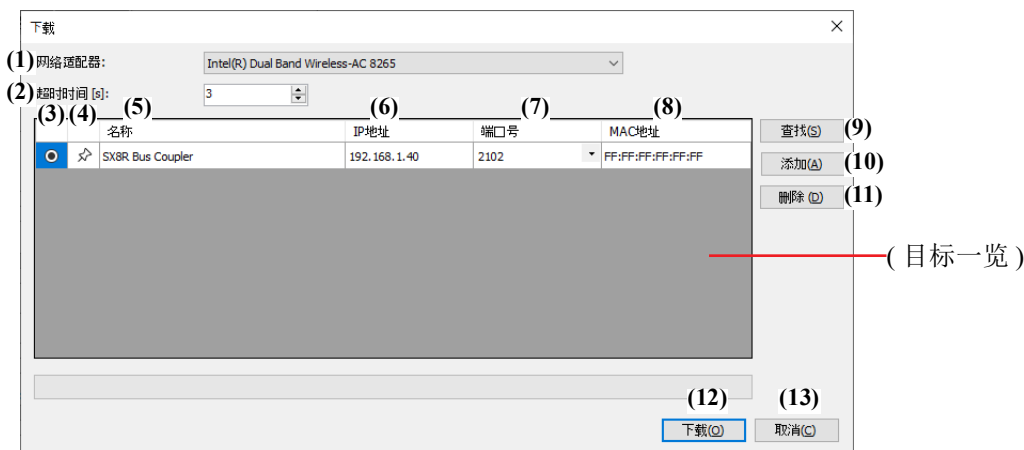 下载
(1) 网络适配器: Intel(R) Dual Band Wireless-AC 8265
(2) 超时时间 [s]: 3
(3) (4) (5) (6) (7) (8)
名称 IP地址 端口号 MAC地址 查找(S) (9)
SX8R Bus Coupler 192.168.1.40 2102 FF:FF:FF:FF:FF:FF 添加(A) (10)
删除 (D) (11)
( 目标一览 )
(12) (13)
下载(O) 取消(C)